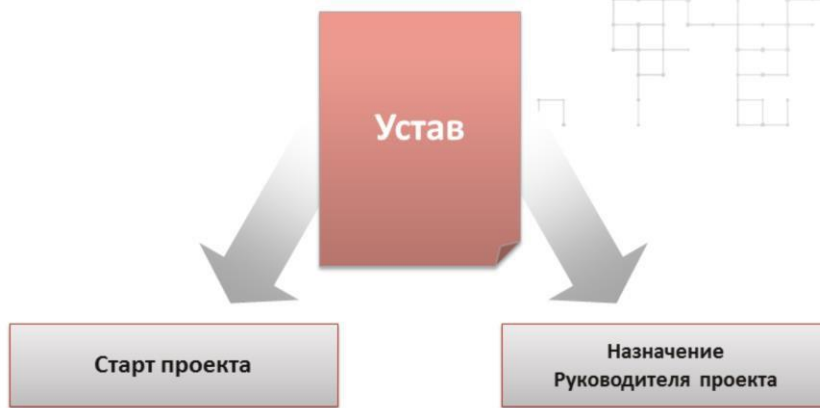 Устав
Старт проекта
Назначение
Руководителя проекта